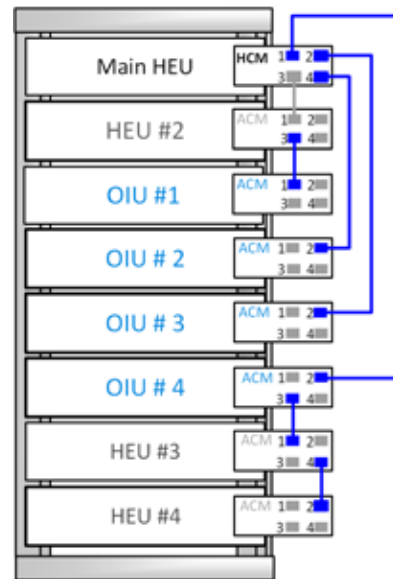 Main HEU
HCM 1 2
3 4
HEU #2
ACM 1 2
3 4
OIU #1
ACM 1 2
3 4
OIU # 2
ACM 1 2
3 4
OIU # 3
ACM 1 2
3 4
OIU # 4
ACM 1 2
3 4
HEU #3
ACM 1 2
3 4
HEU #4
ACM 1 2
3 4